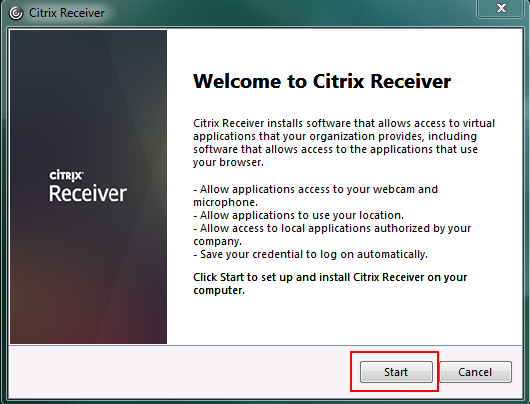 Citrix Receiver
Welcome to Citrix Receiver
Citrix Receiver installs software that allows access to virtual
applications that your organization provides, including
software that allows access to the applications that use
your browser.
- Allow applications access to your webcam and
microphone.
- Allow applications to use your location.
- Allow access to local applications authorized by your
company.
- Save your credential to log on automatically.
Click Start to set up and install Citrix Receiver on your
computer.
CITRIX
Receiver
Start
Cancel